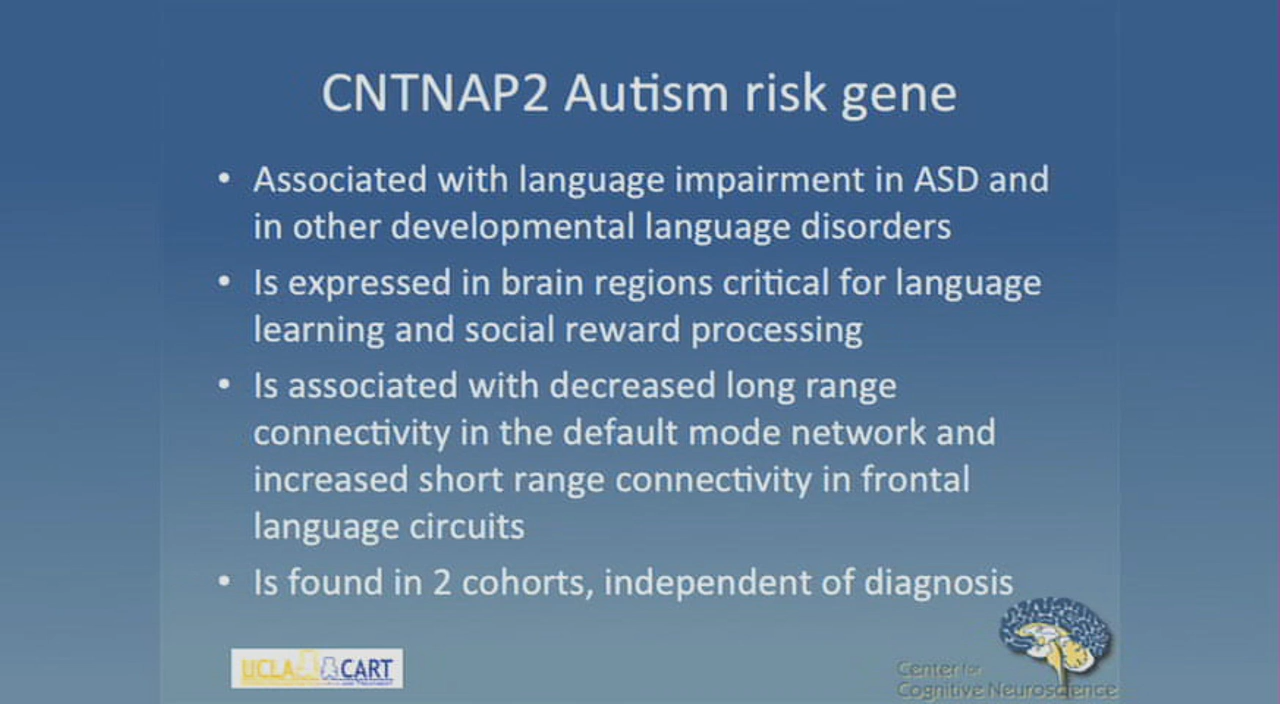 CNTNAP2 Autism risk gene
• Associated with language impairment in ASD and
in other developmental language disorders
• Is expressed in brain regions critical for language
learning and social reward processing
• Is associated with decreased long range
connectivity in the default mode network and
increased short range connectivity in frontal
language circuits
• Is found in 2 cohorts, independent of diagnosis
UCLA CART
Center for
Cognitive Neuroscience